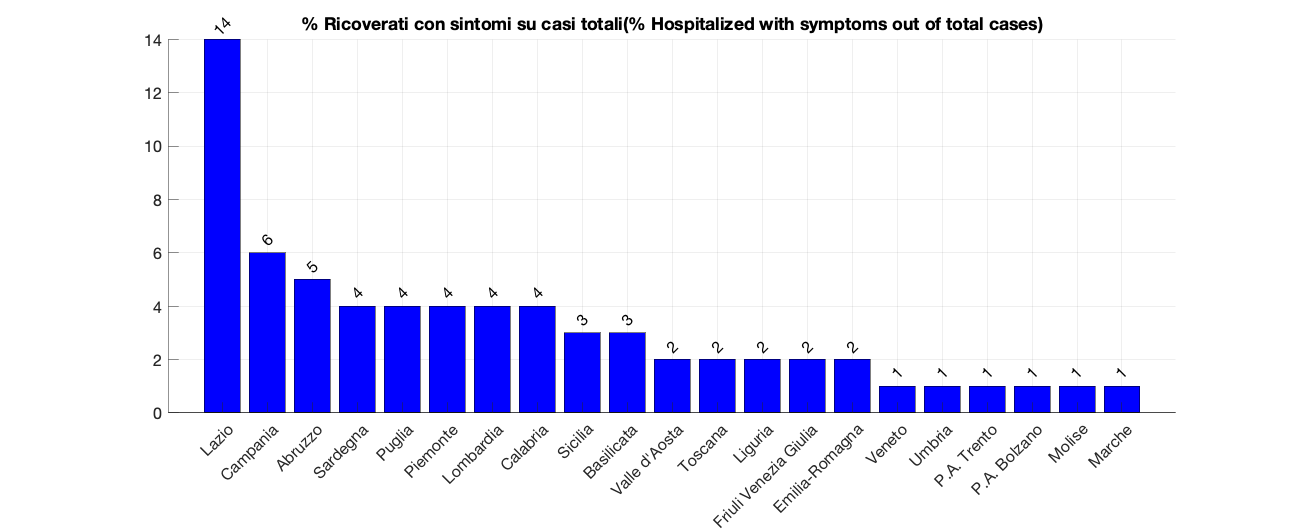 % Ricoverati con sintomi su casi totali(% Hospitalized with symptoms out of total cases)
14
12
10
8
6
4
2
0
14
6
5
4
4
4
4
4
3
3
2
2
2
2
2
1
1
1
1
1
1
Lazio
Campania
Abruzzo
Sardegna
Puglia
Piemonte
Lombardia
Calabria
Sicilia
Basilicata
Valle d'Aosta
Toscana
Liguria
Friuli Venezia Giulia
Emilia-Romagna
Veneto
Umbria
P.A. Trento
P.A. Bolzano
Molise
Marche